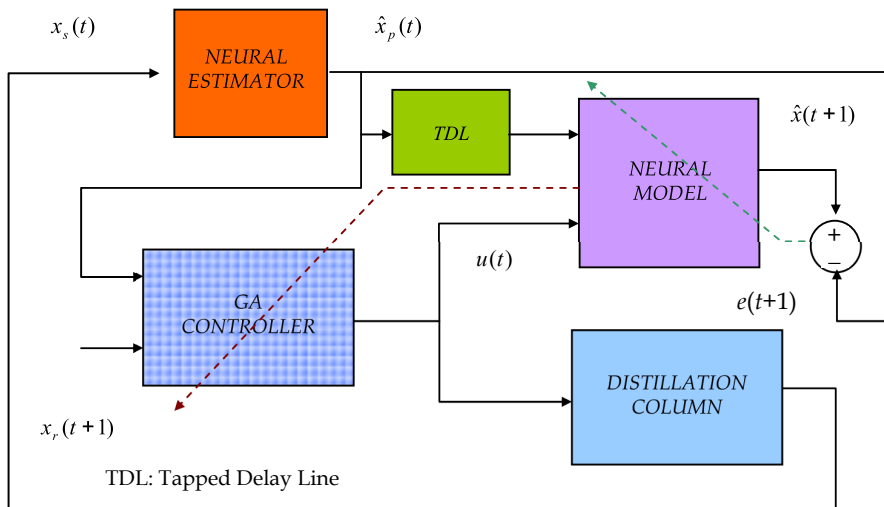 x_s(t)
x̂_p(t)
NEURAL
ESTIMATOR
TDL
x̂(t+1)
NEURAL
MODEL
+
−
u(t)
e(t+1)
GA
CONTROLLER
DISTILLATION
COLUMN
x_r(t+1)
TDL: Tapped Delay Line